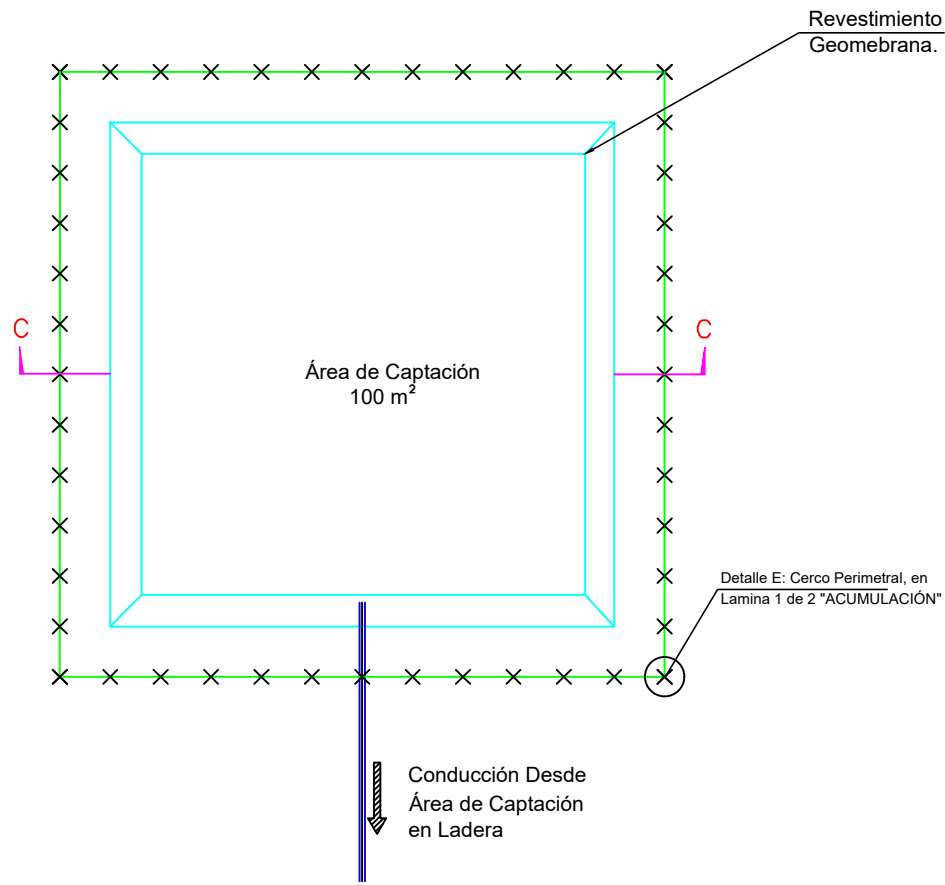 Revestimiento
Geomebrana.
C
C
Área de Captación
100 m²
Detalle E: Cerco Perimetral, en
Lamina 1 de 2 "ACUMULACIÓN"
Conducción Desde
Área de Captación
en Ladera